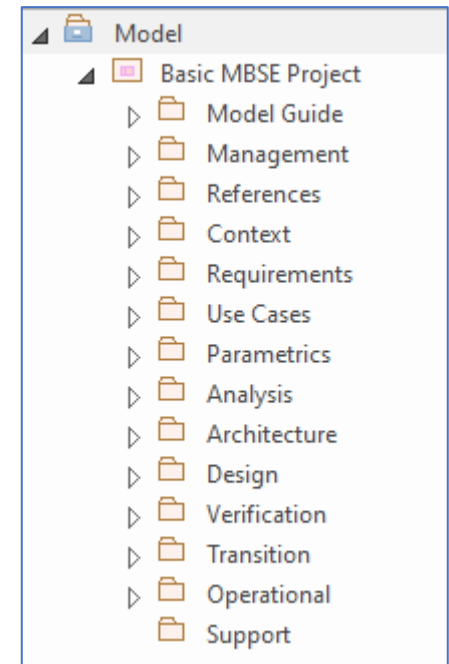 Model
Basic MBSE Project
Model Guide
Management
References
Context
Requirements
Use Cases
Parametrics
Analysis
Architecture
Design
Verification
Transition
Operational
Support